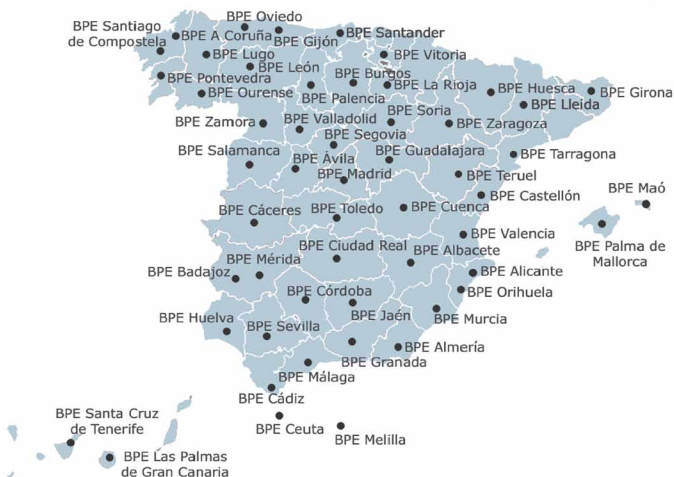 BPE Oviedo
BPE Santiago
de Compostela
BPE A Coruña
BPE Gijón
BPE Santander
BPE Lugo
BPE Vitoria
BPE León
BPE Pontevedra
BPE Burgos
BPE Ourense
BPE Palencia
BPE La Rioja
BPE Huesca
BPE Girona
BPE Lleida
BPE Zamora
BPE Valladolid
BPE Soria
BPE Zaragoza
BPE Segovia
BPE Salamanca
BPE Ávila
BPE Guadalajara
BPE Tarragona
BPE Madrid
BPE Teruel
BPE Castellón
BPE Maó
BPE Cáceres
BPE Toledo
BPE Cuenca
BPE Valencia
BPE Palma de
Mallorca
BPE Ciudad Real
BPE Albacete
BPE Mérida
BPE Badajoz
BPE Alicante
BPE Córdoba
BPE Orihuela
BPE Huelva
BPE Sevilla
BPE Jaén
BPE Murcia
BPE Almería
BPE Granada
BPE Málaga
BPE Cádiz
BPE Ceuta
BPE Melilla
BPE Santa Cruz
de Tenerife
BPE Las Palmas
de Gran Canaria